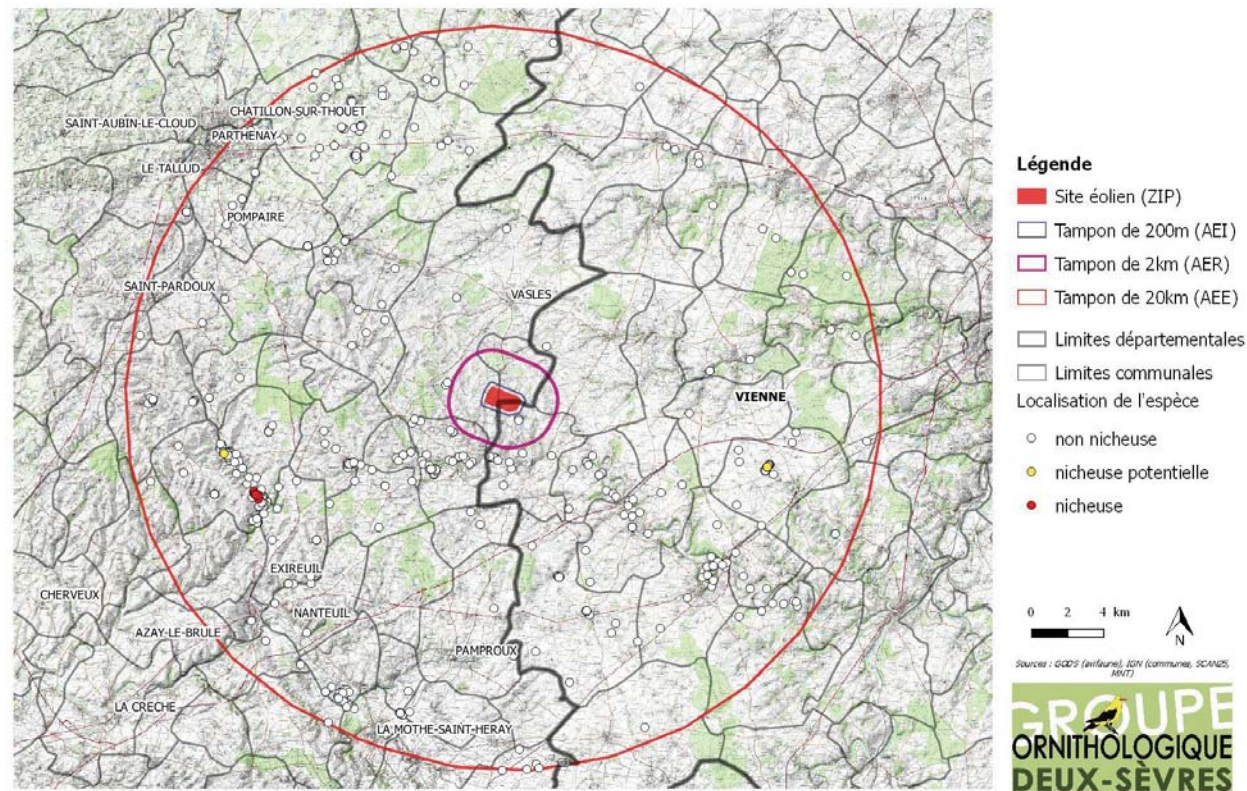 CHATILLON-SUR-THOUET
SAINT-AUBIN-LE-CLOUD
PARTHENAY
LE TALLUD
POMPAIRE
SAINT-PARDOUX
VASLES
VIENNE
EXIREUIL
CHERVEUX
NANTEUIL
AZAY-LE-BRULE
PAMPROUX
LA CRECHE
LA MOTHE-SAINT-HERAY
Légende
Site éolien (ZIP)
Tampon de 200m (AEI)
Tampon de 2km (AER)
Tampon de 20km (AEE)
Limites départementales
Limites communales
Localisation de l'espèce
non nicheuse
nicheuse potentielle
nicheuse
0 2 4 km
N
Sources : GODS (avifaune), IGN (communes, SCAN25,
MNT)
GROUPE
ORNITHOLOGIQUE
DEUX-SÈVRES